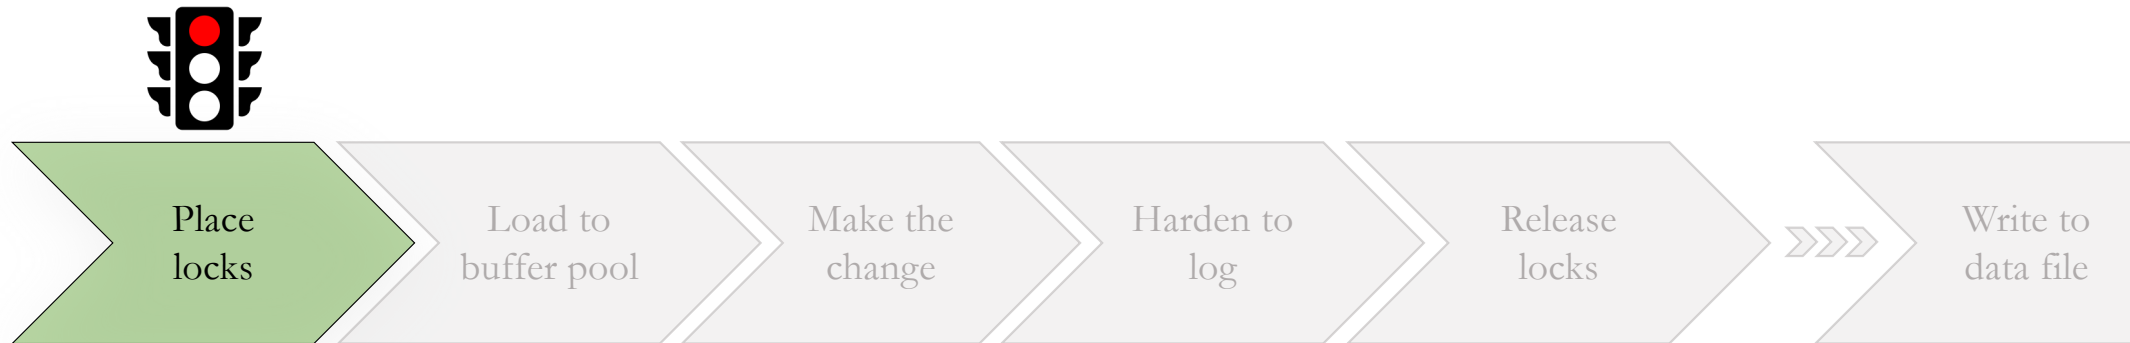 Place
locks
Load to
buffer pool
Make the
change
Harden to
log
Release
locks
Write to
data file